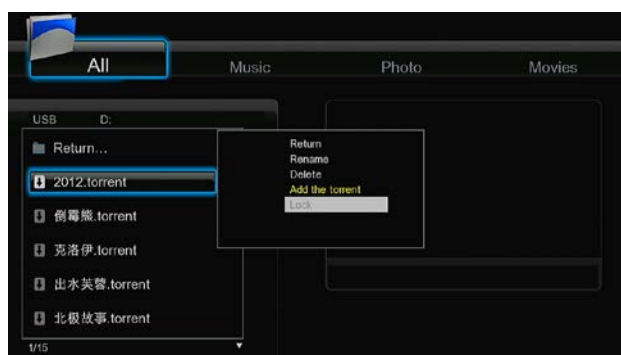 All
Music
Photo
Movies
USB D:
Return...
2012.torrent
倒霉熊.torrent
克洛伊.torrent
出水芙蓉.torrent
北极故事.torrent
1/15
Return
Rename
Delete
Add the torrent
Lock